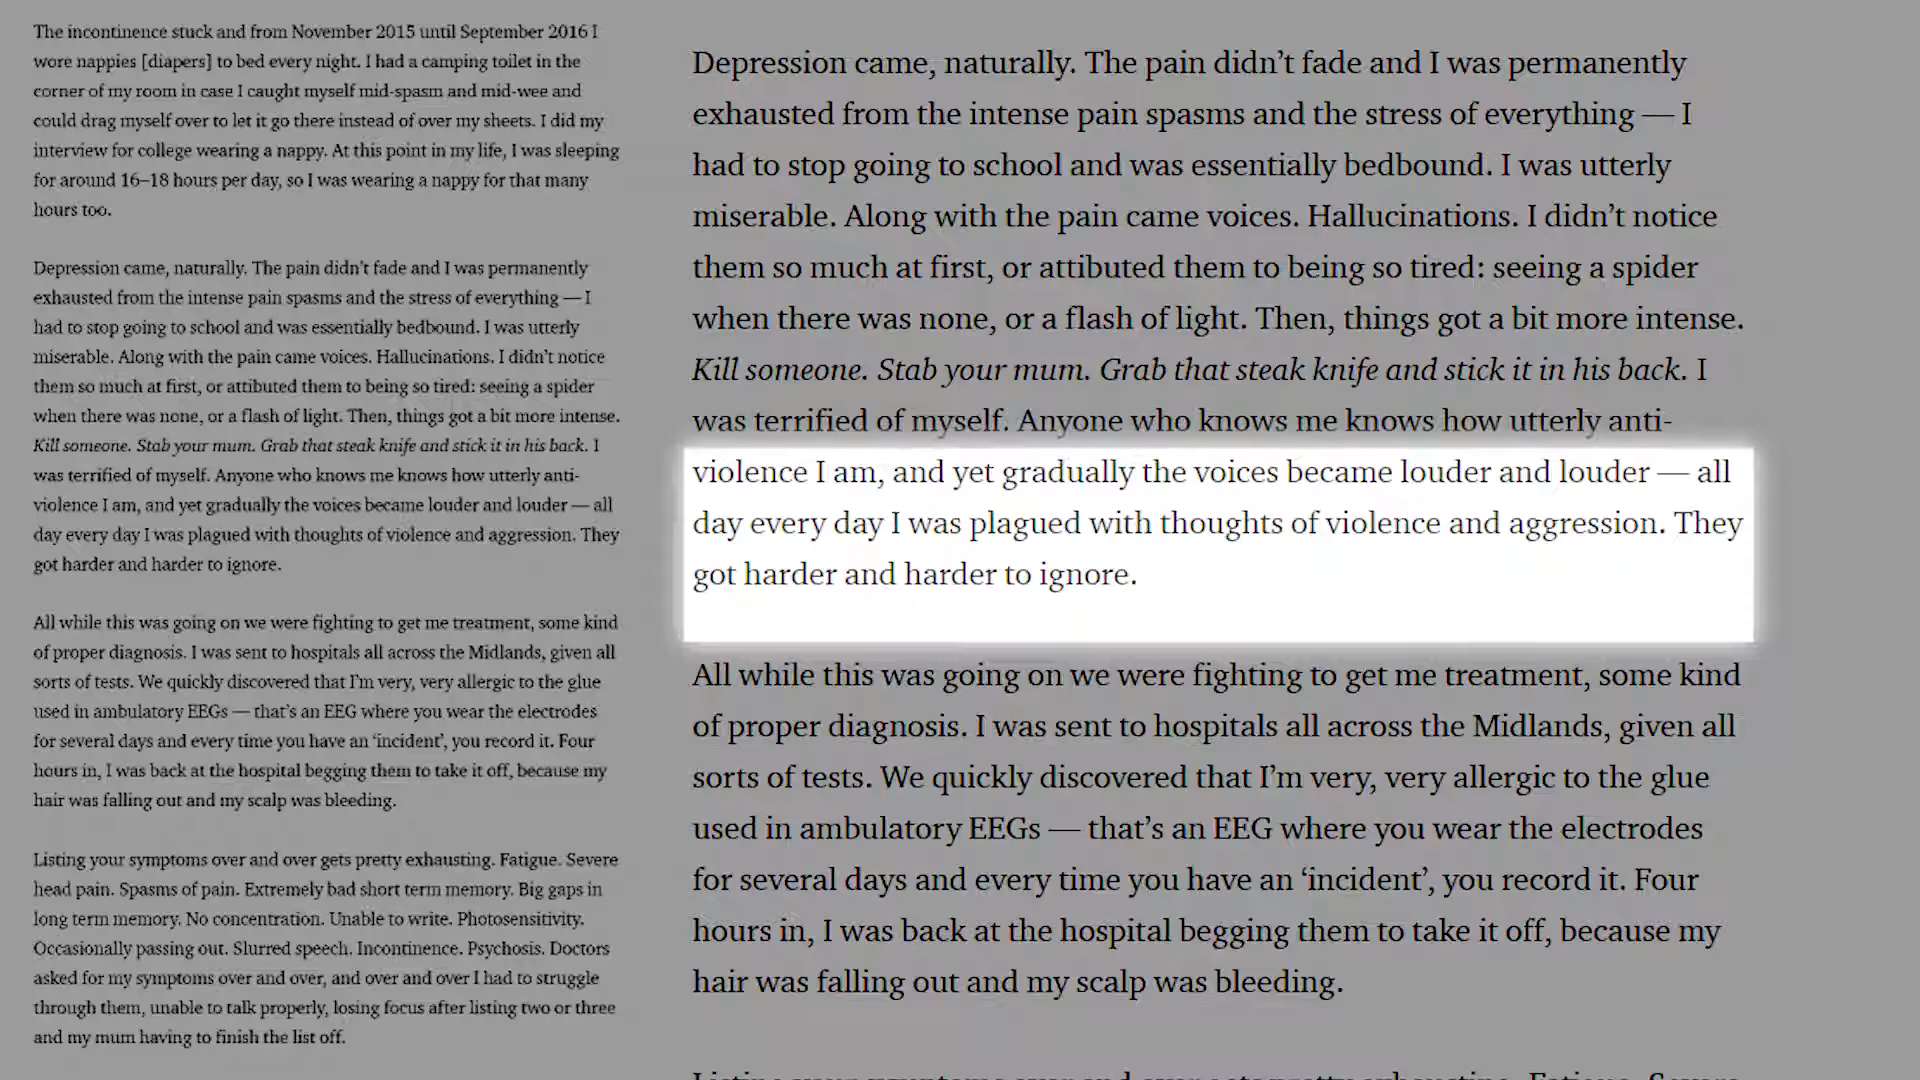 The incontinence stuck and from November 2015 until September 2016 I
wore nappies [diapers] to bed every night. I had a camping toilet in the
corner of my room in case I caught myself mid-spasm and mid-wee and
could drag myself over to let it go there instead of over my sheets. I did my
interview for college wearing a nappy. At this point in my life, I was sleeping
for around 16–18 hours per day, so I was wearing a nappy for that many
hours too.
Depression came, naturally. The pain didn't fade and I was permanently
exhausted from the intense pain spasms and the stress of everything — I
had to stop going to school and was essentially bedbound. I was utterly
miserable. Along with the pain came voices. Hallucinations. I didn't notice
them so much at first, or attibuted them to being so tired: seeing a spider
when there was none, or a flash of light. Then, things got a bit more intense.
Kill someone. Stab your mum. Grab that steak knife and stick it in his back. I
was terrified of myself. Anyone who knows me knows how utterly anti-
violence I am, and yet gradually the voices became louder and louder — all
day every day I was plagued with thoughts of violence and aggression. They
got harder and harder to ignore.
All while this was going on we were fighting to get me treatment, some kind
of proper diagnosis. I was sent to hospitals all across the Midlands, given all
sorts of tests. We quickly discovered that I'm very, very allergic to the glue
used in ambulatory EEGs — that's an EEG where you wear the electrodes
for several days and every time you have an 'incident', you record it. Four
hours in, I was back at the hospital begging them to take it off, because my
hair was falling out and my scalp was bleeding.
Listing your symptoms over and over gets pretty exhausting. Fatigue. Severe
head pain. Spasms of pain. Extremely bad short term memory. Big gaps in
long term memory. No concentration. Unable to write. Photosensitivity.
Occasionally passing out. Slurred speech. Incontinence. Psychosis. Doctors
asked for my symptoms over and over, and over and over I had to struggle
through them, unable to talk properly, losing focus after listing two or three
and my mum having to finish the list off.
Depression came, naturally. The pain didn't fade and I was permanently
exhausted from the intense pain spasms and the stress of everything — I
had to stop going to school and was essentially bedbound. I was utterly
miserable. Along with the pain came voices. Hallucinations. I didn't notice
them so much at first, or attibuted them to being so tired: seeing a spider
when there was none, or a flash of light. Then, things got a bit more intense.
Kill someone. Stab your mum. Grab that steak knife and stick it in his back. I
was terrified of myself. Anyone who knows me knows how utterly anti-
violence I am, and yet gradually the voices became louder and louder — all
day every day I was plagued with thoughts of violence and aggression. They
got harder and harder to ignore.
All while this was going on we were fighting to get me treatment, some kind
of proper diagnosis. I was sent to hospitals all across the Midlands, given all
sorts of tests. We quickly discovered that I'm very, very allergic to the glue
used in ambulatory EEGs — that's an EEG where you wear the electrodes
for several days and every time you have an 'incident', you record it. Four
hours in, I was back at the hospital begging them to take it off, because my
hair was falling out and my scalp was bleeding.